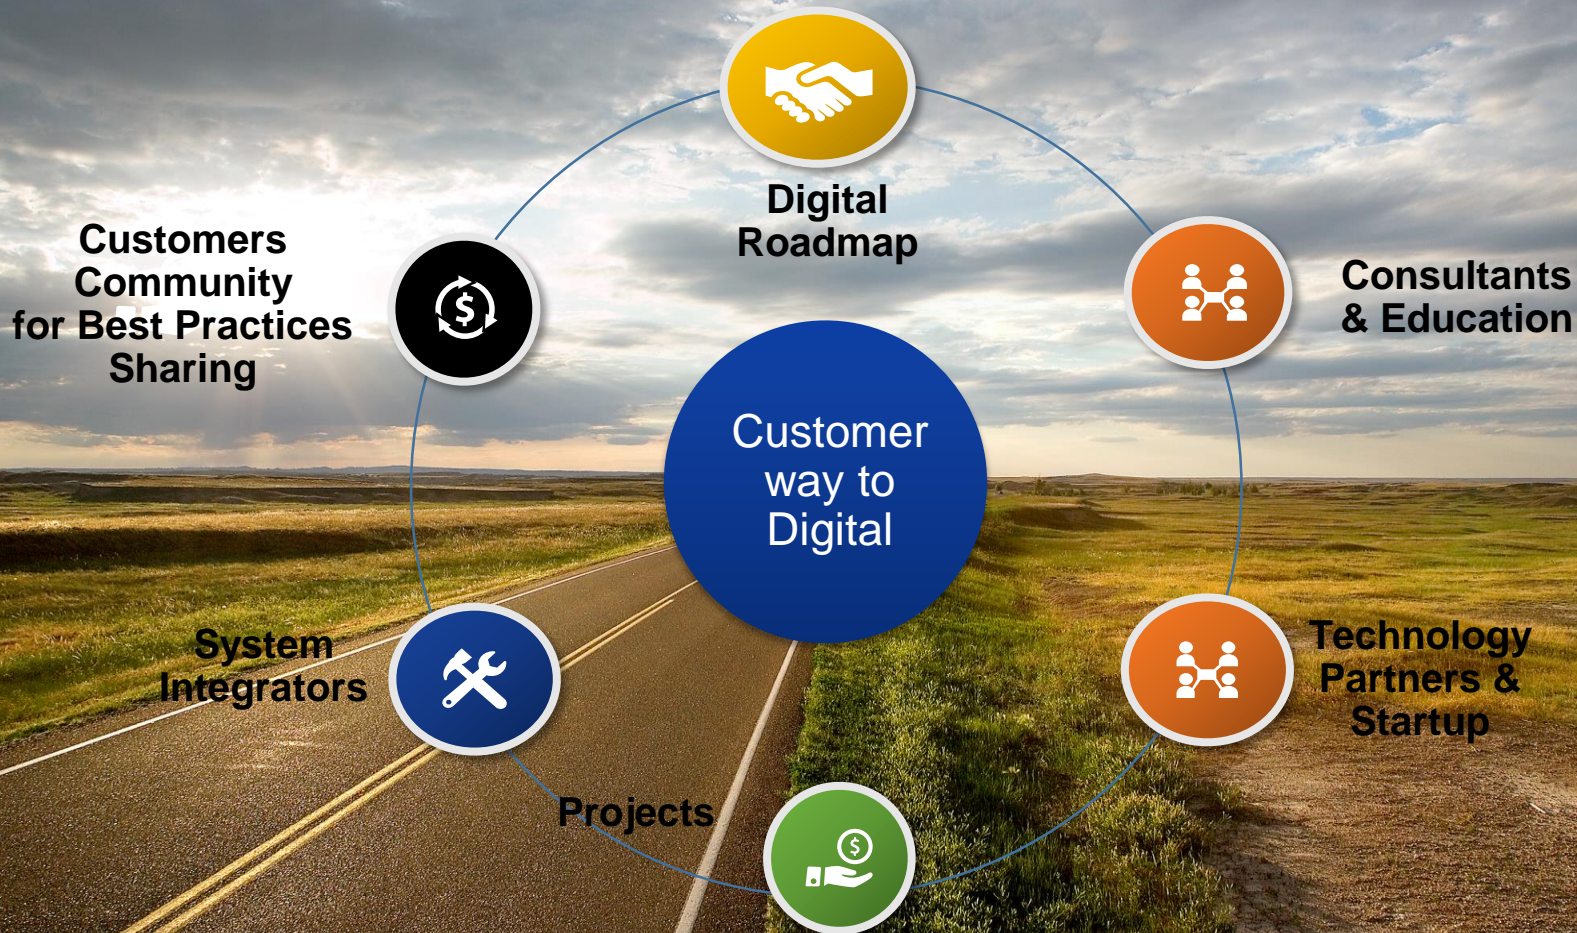 Digital
Roadmap
Customers
Community
for Best Practices
Sharing
Consultants
& Education
Customer
way to
Digital
System
Integrators
Technology
Partners &
Startup
Projects
$
$